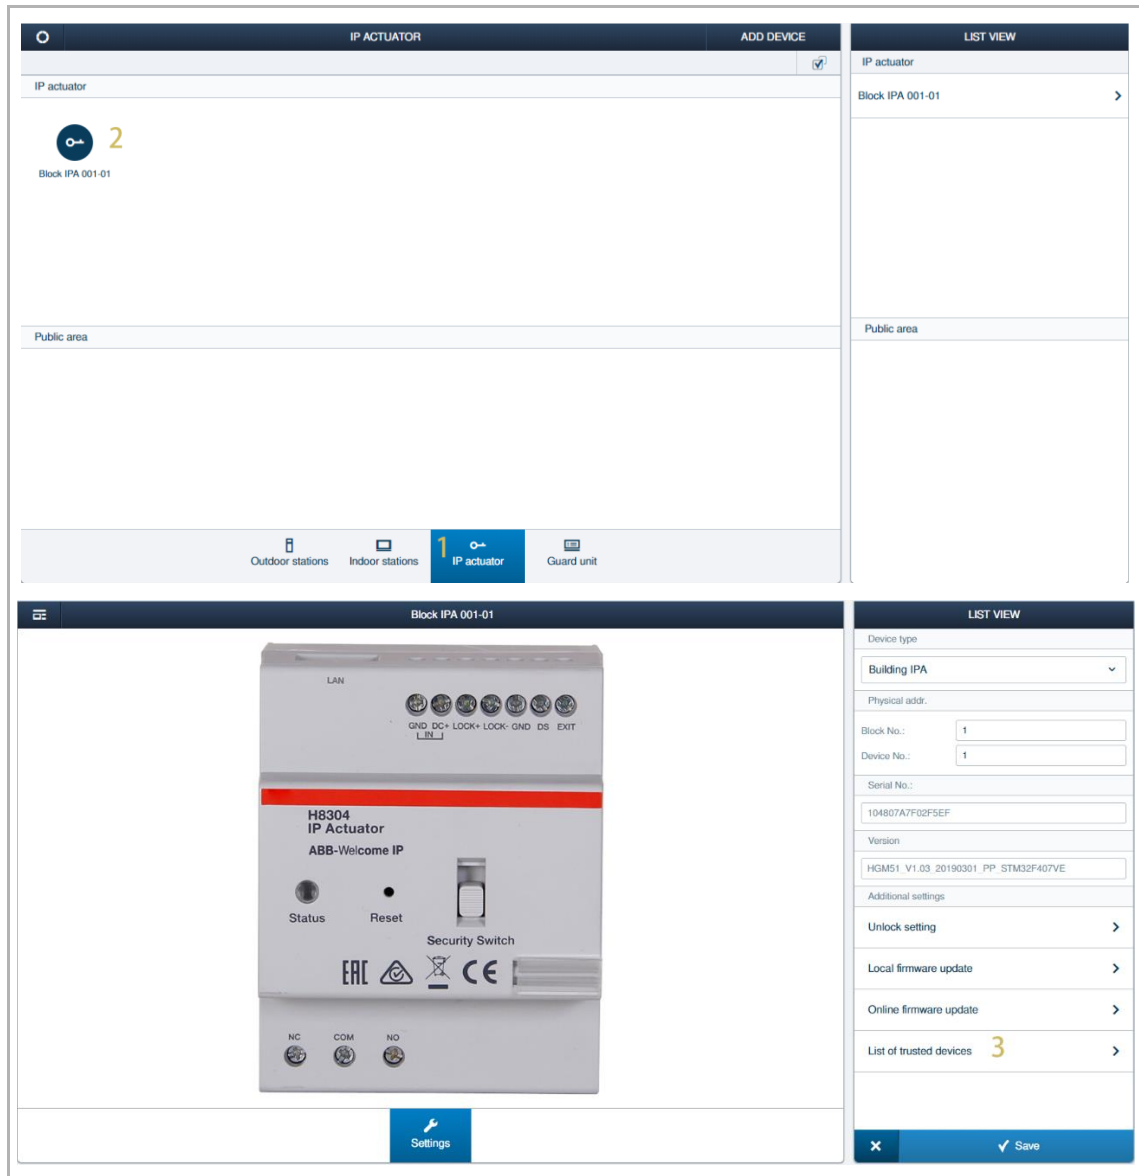 IP ACTUATOR
ADD DEVICE
LIST VIEW
IP actuator
IP actuator
Block IPA 001-01
2
Block IPA 001-01
Public area
Public area
1
Outdoor stations
Indoor stations
IP actuator
Guard unit
Block IPA 001-01
LIST VIEW
Device type
Building IPA
Physical addr.
Block No.: 1
Device No.: 1
Serial No.:
104807A7F02F5EF
Version
HGM51_V1.03_20190301_PP_STM32F407VE
Additional settings
Unlock setting
Local firmware update
Online firmware update
List of trusted devices 3
Save
LAN
GND DC+ LOCK+ LOCK- GND DS EXIT
IN
H8304
IP Actuator
ABB-Welcome IP
Status
Reset
Security Switch
EAC
CE
NC COM NO
Settings